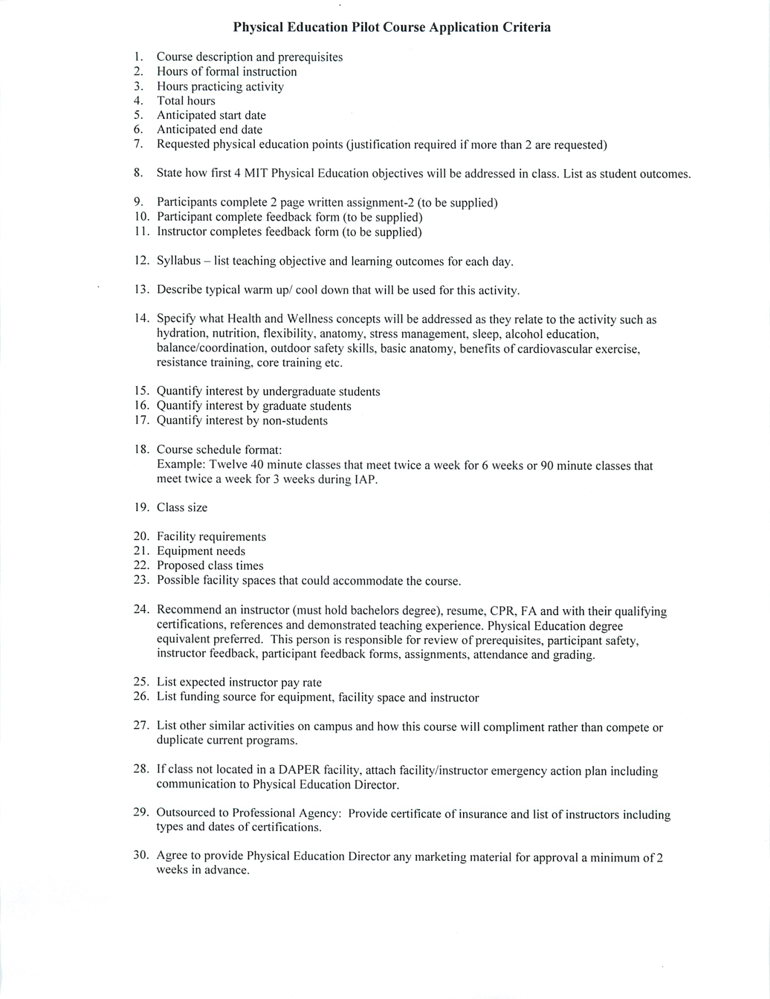 Physical Education Pilot Course Application Criteria
1. Course description and prerequisites
2. Hours of formal instruction
3. Hours practicing activity
4. Total hours
5. Anticipated start date
6. Anticipated end date
7. Requested physical education points (justification required if more than 2 are requested)
8. State how first 4 MIT Physical Education objectives will be addressed in class. List as student outcomes.
9. Participants complete 2 page written assignment-2 (to be supplied)
10. Participant complete feedback form (to be supplied)
11. Instructor completes feedback form (to be supplied)
12. Syllabus – list teaching objective and learning outcomes for each day.
13. Describe typical warm up/ cool down that will be used for this activity.
14. Specify what Health and Wellness concepts will be addressed as they relate to the activity such as
hydration, nutrition, flexibility, anatomy, stress management, sleep, alcohol education,
balance/coordination, outdoor safety skills, basic anatomy, benefits of cardiovascular exercise,
resistance training, core training etc.
15. Quantify interest by undergraduate students
16. Quantify interest by graduate students
17. Quantify interest by non-students
18. Course schedule format:
Example: Twelve 40 minute classes that meet twice a week for 6 weeks or 90 minute classes that
meet twice a week for 3 weeks during IAP.
19. Class size
20. Facility requirements
21. Equipment needs
22. Proposed class times
23. Possible facility spaces that could accommodate the course.
24. Recommend an instructor (must hold bachelors degree), resume, CPR, FA and with their qualifying
certifications, references and demonstrated teaching experience. Physical Education degree
equivalent preferred.  This person is responsible for review of prerequisites, participant safety,
instructor feedback, participant feedback forms, assignments, attendance and grading.
25. List expected instructor pay rate
26. List funding source for equipment, facility space and instructor
27. List other similar activities on campus and how this course will compliment rather than compete or
duplicate current programs.
28. If class not located in a DAPER facility, attach facility/instructor emergency action plan including
communication to Physical Education Director.
29. Outsourced to Professional Agency:  Provide certificate of insurance and list of instructors including
types and dates of certifications.
30. Agree to provide Physical Education Director any marketing material for approval a minimum of 2
weeks in advance.